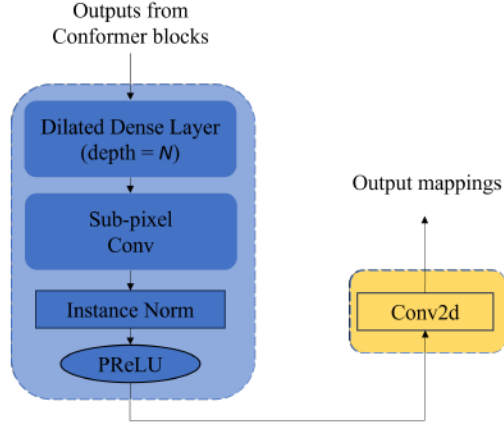 Outputs from
Conformer blocks
Dilated Dense Layer
(depth = N)
Sub-pixel
Conv
Instance Norm
PReLU
Output mappings
Conv2d